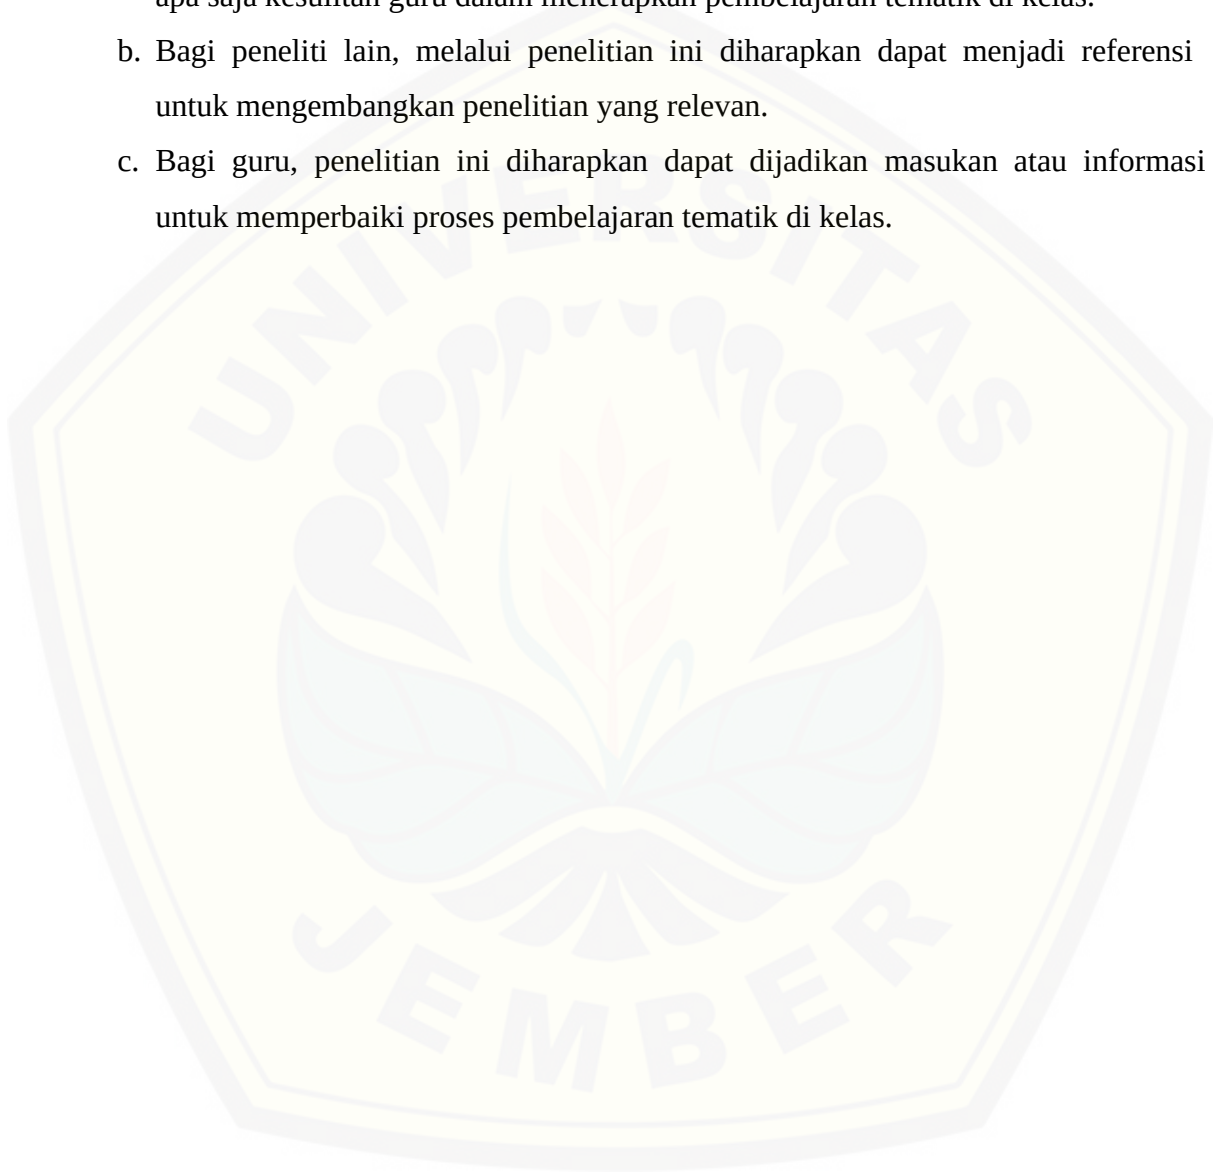 apa saja kesulitan guru dalam menerapkan pembelajaran tematik di kelas.
b. Bagi peneliti lain, melalui penelitian ini diharapkan dapat menjadi referensi
untuk mengembangkan penelitian yang relevan.
c. Bagi guru, penelitian ini diharapkan dapat dijadikan masukan atau informasi
untuk memperbaiki proses pembelajaran tematik di kelas.
UNIVERSITAS
JEMBER